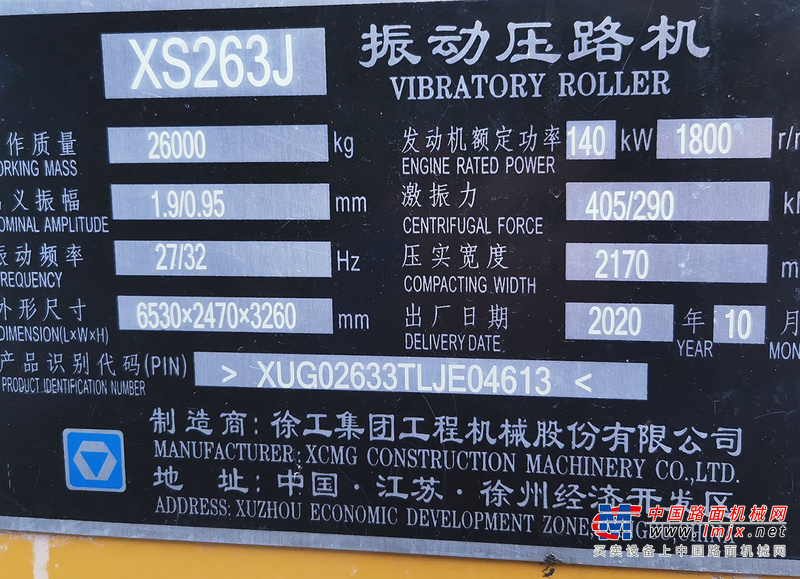 XS263J 振动压路机
VIBRATORY ROLLER
作质量 26000 kg 发动机额定功率 140 kW 1800 r/
ORKING MASS ENGINE RATED POWER
义振幅 1.9/0.95 mm 激振力 405/290 k
OMINAL AMPLITUDE CENTRIFUGAL FORCE
振动频率 27/32 Hz 压实宽度 2170 m
FREQUENCY COMPACTING WIDTH
外形尺寸 6530×2470×3260 mm 出厂日期 2020 年 10 月
DIMENSION(L×W×H) DELIVERY DATE YEAR MON
产品识别代码(PIN) > XUG02633TLJE04613 <
PRODUCT IDENTIFICATION NUMBER
制造商:徐工集团工程机械股份有限公司
MANUFACTURER: XCMG CONSTRUCTION MACHINERY CO.,LTD.
地 址:中国·江苏·徐州经济开发区
ADDRESS: XUZHOU ECONOMIC DEVELOPMENT ZONE, CHINA
中国路面机械网
www.lmjx.net
买卖设备上中国路面机械网